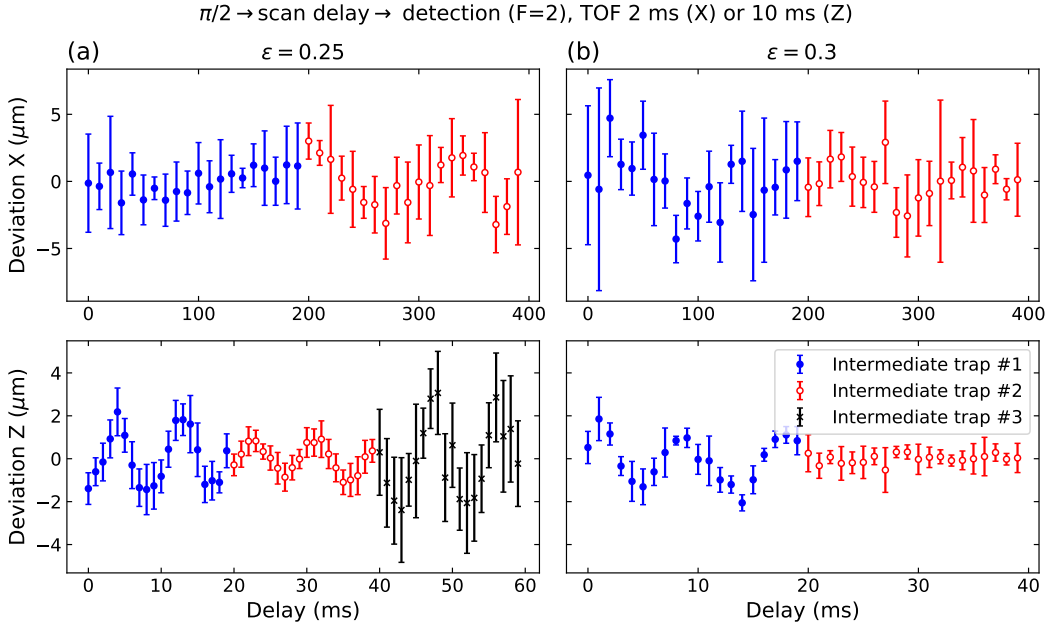 π/2 → scan delay → detection (F=2), TOF 2 ms (X) or 10 ms (Z)
(a) ε = 0.25
(b) ε = 0.3
Deviation X (μm)
5
0
−5
0 100 200 300 400
0 100 200 300 400
Deviation Z (μm)
4
2
0
−2
−4
Intermediate trap #1
Intermediate trap #2
Intermediate trap #3
0 10 20 30 40 50 60
0 10 20 30 40
Delay (ms)
Delay (ms)